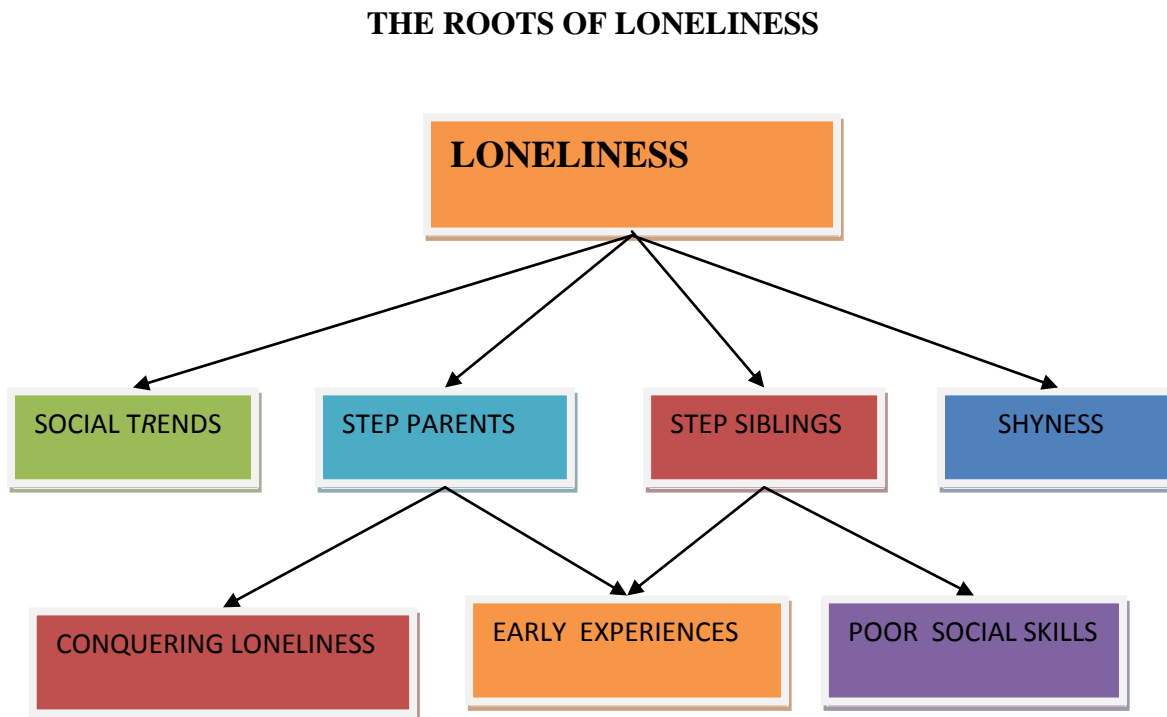 THE ROOTS OF LONELINESS
LONELINESS
SOCIAL TRENDS
STEP PARENTS
STEP SIBLINGS
SHYNESS
CONQUERING LONELINESS
EARLY EXPERIENCES
POOR SOCIAL SKILLS